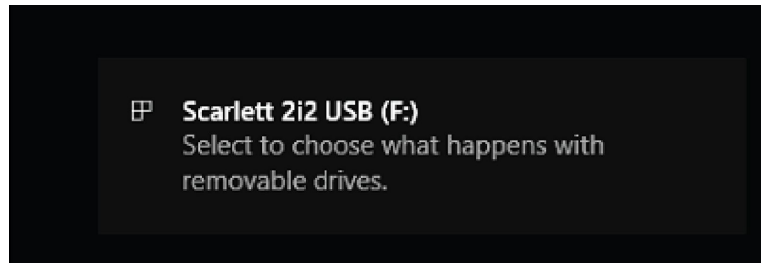 Scarlett 2i2 USB (F:)
Select to choose what happens with
removable drives.